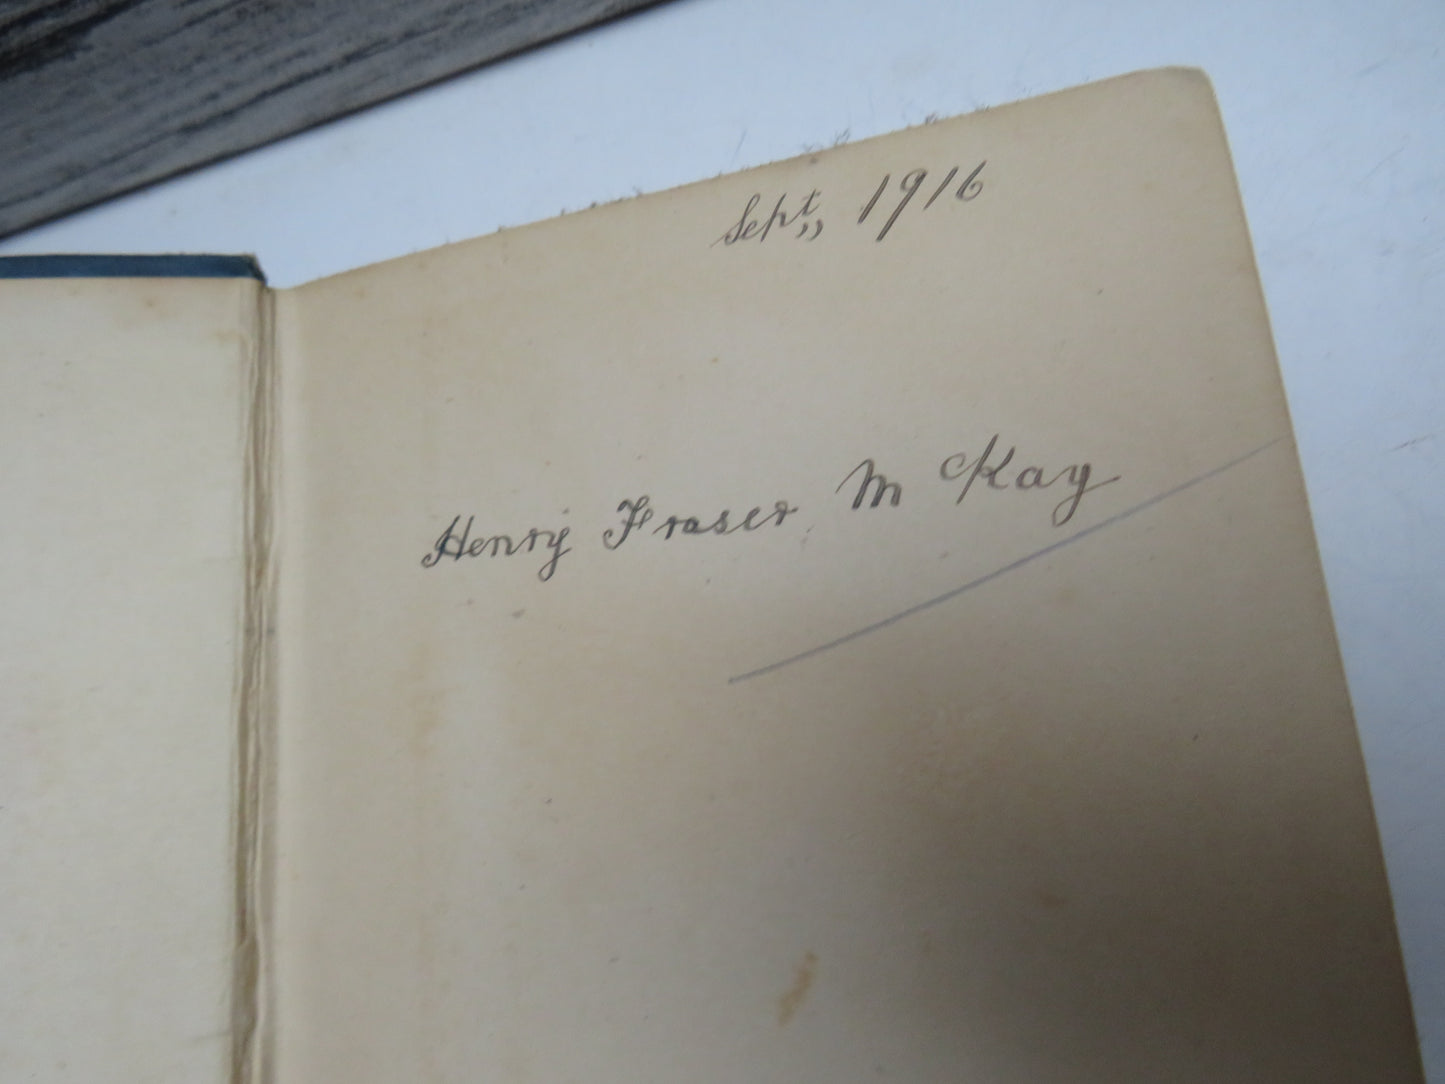 Sept,, 1916
Henry Fraser McKay